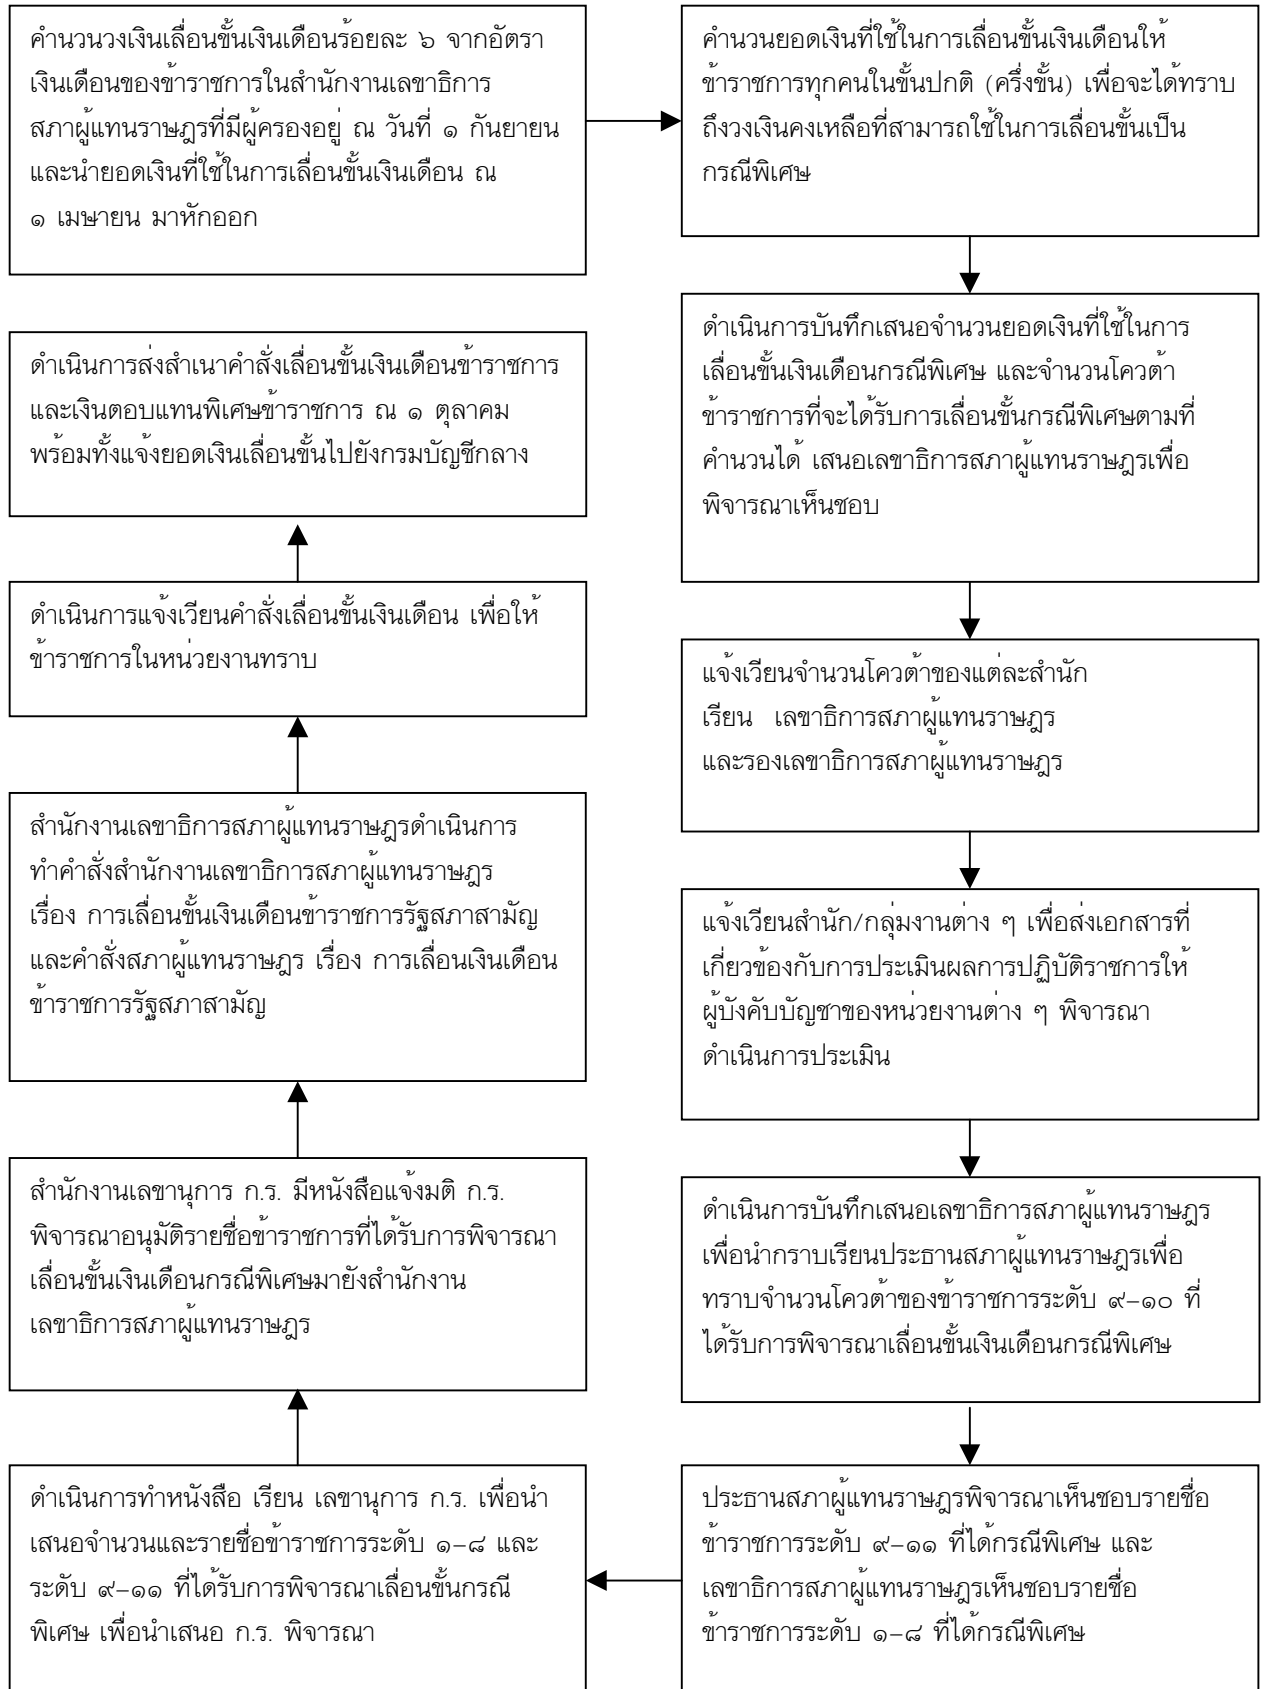 คำนวนวงเงินเลื่อนขั้นเงินเดือนร้อยละ ๖ จากอัตรา
เงินเดือนของข้าราชการในสำนักงานเลขาธิการ
สภาผู้แทนราษฎรที่มีผู้ครองอยู่ ณ วันที่ ๑ กันยายน
และนำยอดเงินที่ใช้ในการเลื่อนขั้นเงินเดือน ณ
๑ เมษายน มาหักออก
คำนวนยอดเงินที่ใช้ในการเลื่อนขั้นเงินเดือนให้
ข้าราชการทุกคนในขั้นปกติ (ครึ่งขั้น) เพื่อจะได้ทราบ
ถึงวงเงินคงเหลือที่สามารถใช้ในการเลื่อนขั้นเป็น
กรณีพิเศษ
ดำเนินการบันทึกเสนอจำนวนยอดเงินที่ใช้ในการ
เลื่อนขั้นเงินเดือนกรณีพิเศษ และจำนวนโควต้า
ข้าราชการที่จะได้รับการเลื่อนขั้นกรณีพิเศษตามที่
คำนวนได้ เสนอเลขาธิการสภาผู้แทนราษฎรเพื่อ
พิจารณาเห็นชอบ
แจ้งเวียนจำนวนโควต้าของแต่ละสำนัก
เรียน เลขาธิการสภาผู้แทนราษฎร
และรองเลขาธิการสภาผู้แทนราษฎร
แจ้งเวียนสำนัก/กลุ่มงานต่าง ๆ เพื่อส่งเอกสารที่
เกี่ยวข้องกับการประเมินผลการปฏิบัติราชการให้
ผู้บังคับบัญชาของหน่วยงานต่าง ๆ พิจารณา
ดำเนินการประเมิน
ดำเนินการบันทึกเสนอเลขาธิการสภาผู้แทนราษฎร
เพื่อนำกราบเรียนประธานสภาผู้แทนราษฎรเพื่อ
ทราบจำนวนโควต้าของข้าราชการระดับ ๙-๑๐ ที่
ได้รับการพิจารณาเลื่อนขั้นเงินเดือนกรณีพิเศษ
ประธานสภาผู้แทนราษฎรพิจารณาเห็นชอบรายชื่อ
ข้าราชการระดับ ๙-๑๑ ที่ได้กรณีพิเศษ และ
เลขาธิการสภาผู้แทนราษฎรเห็นชอบรายชื่อ
ข้าราชการระดับ ๑-๘ ที่ได้กรณีพิเศษ
ดำเนินการทำหนังสือ เรียน เลขานุการ ก.ร. เพื่อนำ
เสนอจำนวนและรายชื่อข้าราชการระดับ ๑-๘ และ
ระดับ ๙-๑๑ ที่ได้รับการพิจารณาเลื่อนขั้นกรณี
พิเศษ เพื่อนำเสนอ ก.ร. พิจารณา
สำนักงานเลขานุการ ก.ร. มีหนังสือแจ้งมติ ก.ร.
พิจารณาอนุมัติรายชื่อข้าราชการที่ได้รับการพิจารณา
เลื่อนขั้นเงินเดือนกรณีพิเศษมายังสำนักงาน
เลขาธิการสภาผู้แทนราษฎร
สำนักงานเลขาธิการสภาผู้แทนราษฎรดำเนินการ
ทำคำสั่งสำนักงานเลขาธิการสภาผู้แทนราษฎร
เรื่อง การเลื่อนขั้นเงินเดือนข้าราชการรัฐสภาสามัญ
และคำสั่งสภาผู้แทนราษฎร เรื่อง การเลื่อนเงินเดือน
ข้าราชการรัฐสภาสามัญ
ดำเนินการแจ้งเวียนคำสั่งเลื่อนขั้นเงินเดือน เพื่อให้
ข้าราชการในหน่วยงานทราบ
ดำเนินการส่งสำเนาคำสั่งเลื่อนขั้นเงินเดือนข้าราชการ
และเงินตอบแทนพิเศษข้าราชการ ณ ๑ ตุลาคม
พร้อมทั้งแจ้งยอดเงินเลื่อนขั้นไปยังกรมบัญชีกลาง